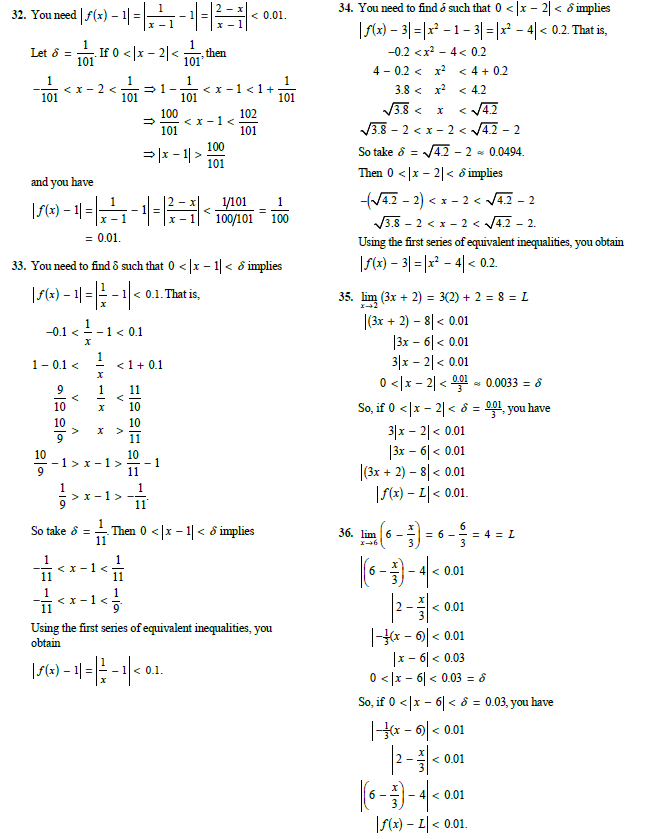 32. You need |f(x) − 1| = |1/(x − 1) − 1| = |(2 − x)/(x − 1)| < 0.01.
Let δ = 1/101. If 0 < |x − 2| < 1/101, then
−1/101 < x − 2 < 1/101 ⇒ 1 − 1/101 < x − 1 < 1 + 1/101
⇒ 100/101 < x − 1 < 102/101
⇒ |x − 1| > 100/101
and you have
|f(x) − 1| = |1/(x − 1) − 1| = |(2 − x)/(x − 1)| < (1/101)/(100/101) = 1/100
= 0.01.
33. You need to find δ such that 0 < |x − 1| < δ implies
|f(x) − 1| = |1/x − 1| < 0.1. That is,
−0.1 < 1/x − 1 < 0.1
1 − 0.1 < 1/x < 1 + 0.1
9/10 < 1/x < 11/10
10/9 > x > 10/11
10/9 − 1 > x − 1 > 10/11 − 1
1/9 > x − 1 > −1/11.
So take δ = 1/11. Then 0 < |x − 1| < δ implies
−1/11 < x − 1 < 1/11
−1/11 < x − 1 < 1/9.
Using the first series of equivalent inequalities, you
obtain
|f(x) − 1| = |1/x − 1| < 0.1.
34. You need to find δ such that 0 < |x − 2| < δ implies
|f(x) − 3| = |x² − 1 − 3| = |x² − 4| < 0.2. That is,
−0.2 < x² − 4 < 0.2
4 − 0.2 < x² < 4 + 0.2
3.8 < x² < 4.2
√3.8 < x < √4.2
√3.8 − 2 < x − 2 < √4.2 − 2
So take δ = √4.2 − 2 ≈ 0.0494.
Then 0 < |x − 2| < δ implies
−(√4.2 − 2) < x − 2 < √4.2 − 2
√3.8 − 2 < x − 2 < √4.2 − 2.
Using the first series of equivalent inequalities, you obtain
|f(x) − 3| = |x² − 4| < 0.2.
35. lim x→2 (3x + 2) = 3(2) + 2 = 8 = L
|(3x + 2) − 8| < 0.01
|3x − 6| < 0.01
3|x − 2| < 0.01
0 < |x − 2| < 0.01/3 ≈ 0.0033 = δ
So, if 0 < |x − 2| < δ = 0.01/3, you have
3|x − 2| < 0.01
|3x − 6| < 0.01
|(3x + 2) − 8| < 0.01
|f(x) − L| < 0.01.
36. lim x→6 (6 − x/3) = 6 − 6/3 = 4 = L
|(6 − x/3) − 4| < 0.01
|2 − x/3| < 0.01
|−1/3(x − 6)| < 0.01
|x − 6| < 0.03
0 < |x − 6| < 0.03 = δ
So, if 0 < |x − 6| < δ = 0.03, you have
|−1/3(x − 6)| < 0.01
|2 − x/3| < 0.01
|(6 − x/3) − 4| < 0.01
|f(x) − L| < 0.01.